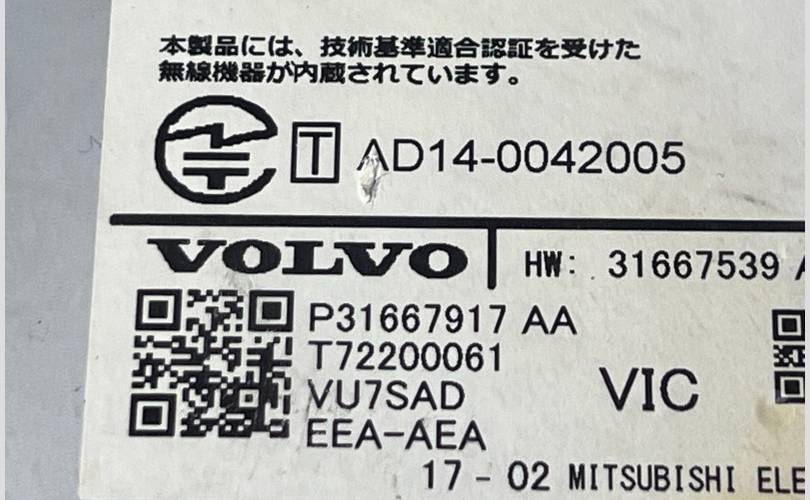 本製品には、技術基準適合認証を受けた
無線機器が内蔵されています。
T AD14-0042005
VOLVO HW: 31667539
P31667917 AA
T72200061
VU7SAD VIC
EEA-AEA
17-02 MITSUBISHI ELE